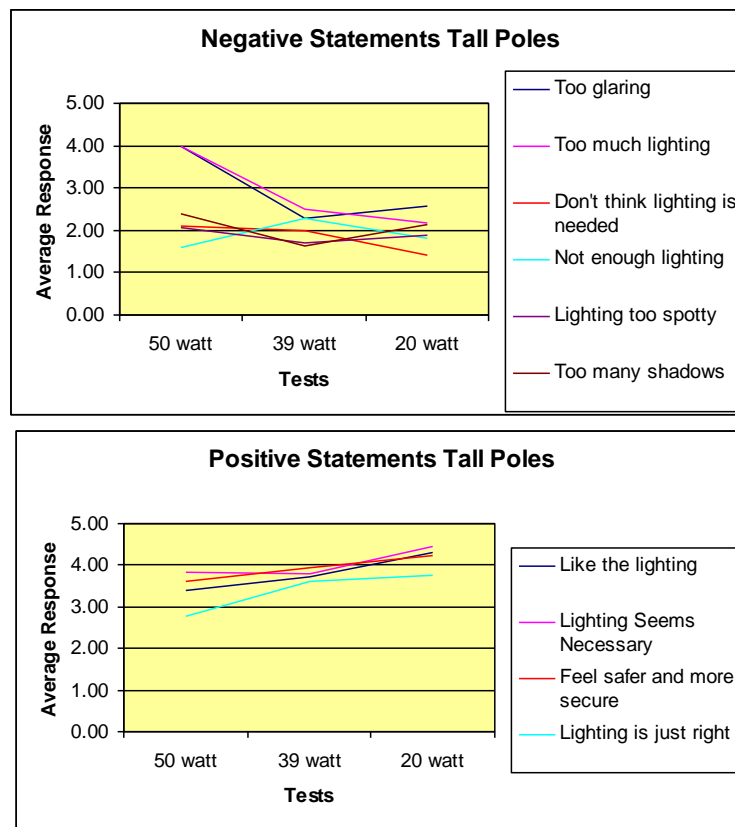 Negative Statements Tall Poles
5.00
4.00
3.00
2.00
1.00
0.00
Average Response
50 watt 39 watt 20 watt
Tests
Too glaring
Too much lighting
Don't think lighting is
needed
Not enough lighting
Lighting too spotty
Too many shadows
Positive Statements Tall Poles
5.00
4.00
3.00
2.00
1.00
0.00
Average Response
50 watt 39 watt 20 watt
Tests
Like the lighting
Lighting Seems
Necessary
Feel safer and more
secure
Lighting is just right